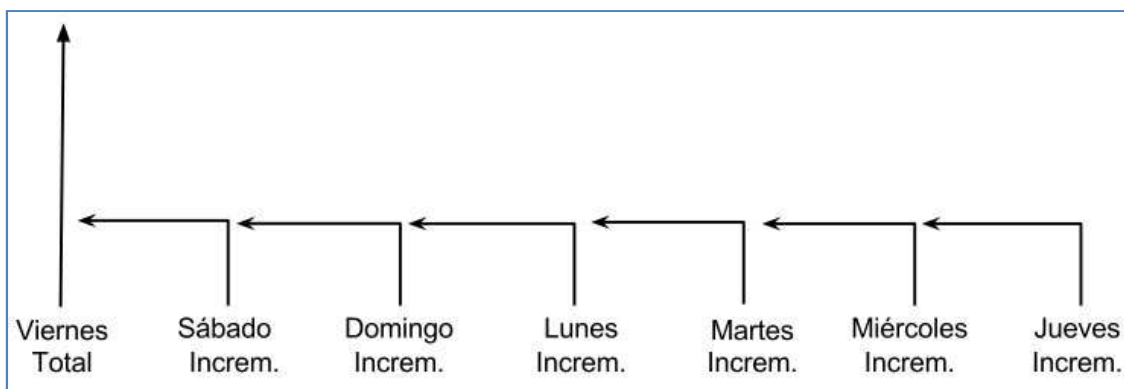 Viernes Sábado Domingo Lunes Martes Miércoles Jueves
Total Increm. Increm. Increm. Increm. Increm. Increm.